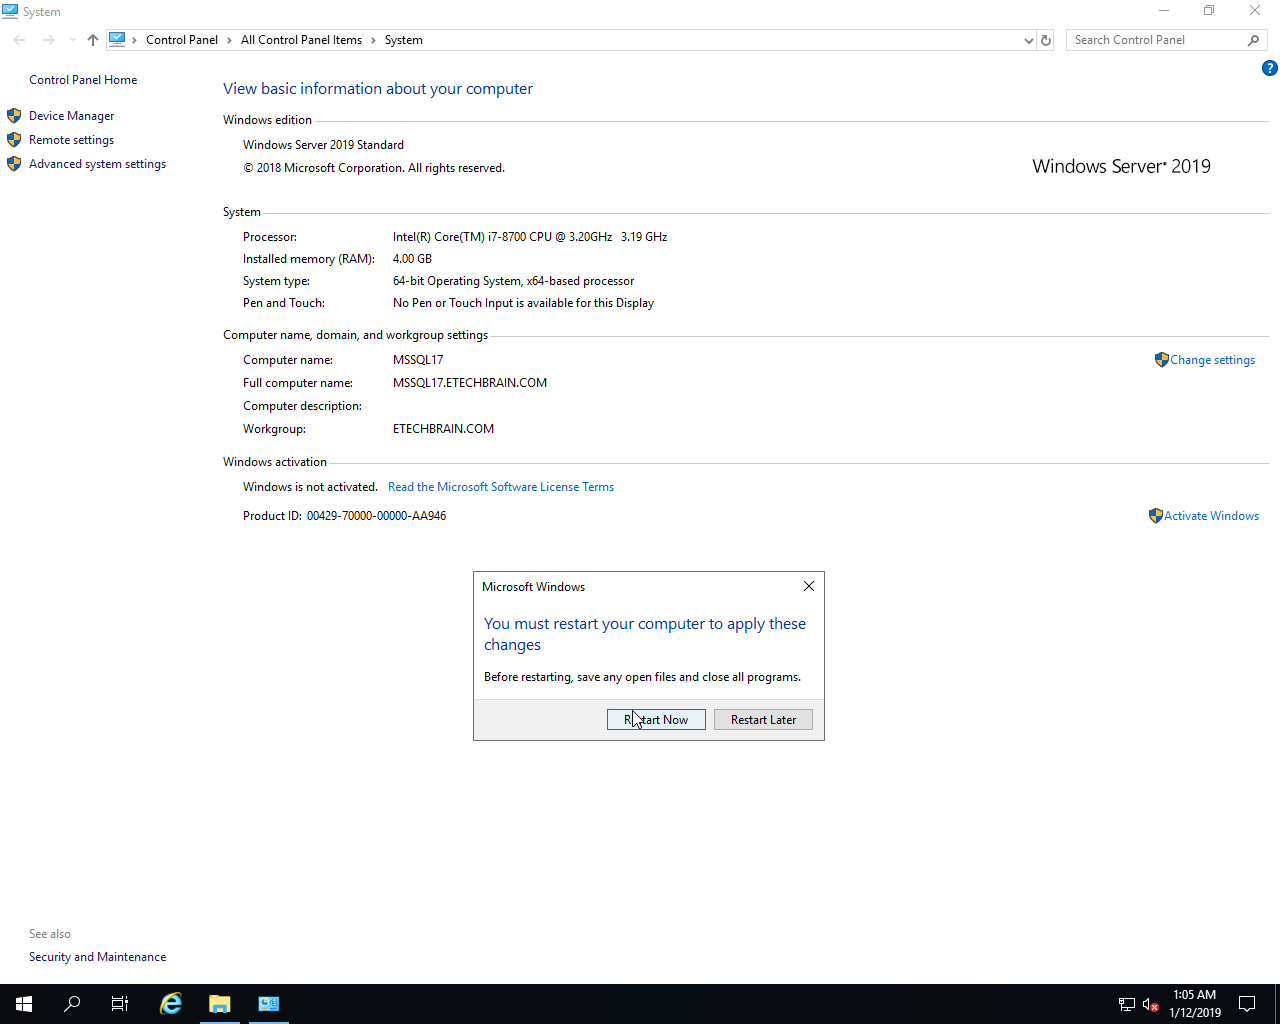 System
Control Panel > All Control Panel Items > System
Search Control Panel
Control Panel Home
Device Manager
Remote settings
Advanced system settings
View basic information about your computer
Windows edition
Windows Server 2019 Standard
© 2018 Microsoft Corporation. All rights reserved.
Windows Server® 2019
System
Processor: Intel(R) Core(TM) i7-8700 CPU @ 3.20GHz 3.19 GHz
Installed memory (RAM): 4.00 GB
System type: 64-bit Operating System, x64-based processor
Pen and Touch: No Pen or Touch Input is available for this Display
Computer name, domain, and workgroup settings
Computer name: MSSQL17
Change settings
Full computer name: MSSQL17.ETECHBRAIN.COM
Computer description:
Workgroup: ETECHBRAIN.COM
Windows activation
Windows is not activated. Read the Microsoft Software License Terms
Product ID: 00429-70000-00000-AA946
Activate Windows
Microsoft Windows
You must restart your computer to apply these
changes
Before restarting, save any open files and close all programs.
Restart Now
Restart Later
See also
Security and Maintenance
1:05 AM
1/12/2019